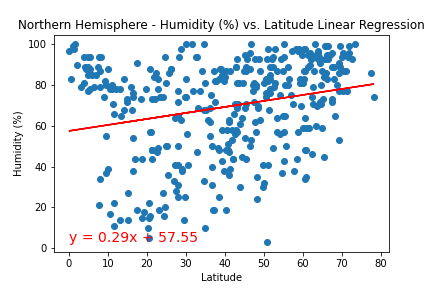 Northern Hemisphere - Humidity (%) vs. Latitude Linear Regression
100
80
60
40
20
0
Humidity (%)
y = 0.29x + 57.55
0 10 20 30 40 50 60 70 80
Latitude